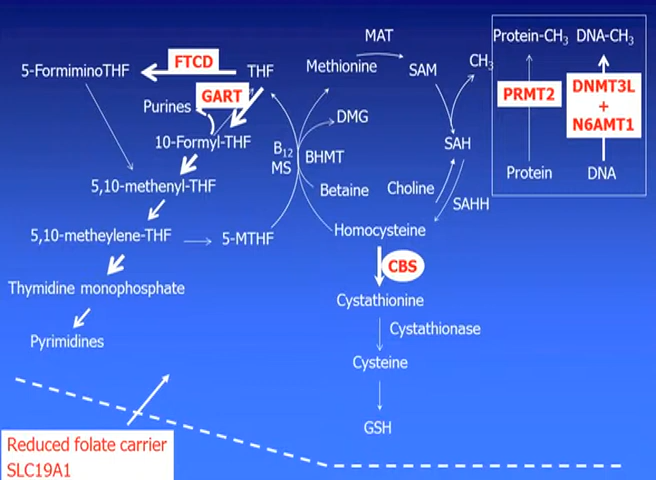 MAT
Protein-CH3 DNA-CH3
FTCD
5-FormiminoTHF
THF
Methionine
SAM
CH3
GART
Purines
PRMT2
DNMT3L
+
N6AMT1
DMG
10-Formyl-THF
B12
MS
BHMT
SAH
Protein
DNA
5,10-methenyl-THF
Betaine
Choline
SAHH
5,10-metheylene-THF
5-MTHF
Homocysteine
CBS
Thymidine monophosphate
Cystathionine
Cystathionase
Pyrimidines
Cysteine
GSH
Reduced folate carrier
SLC19A1